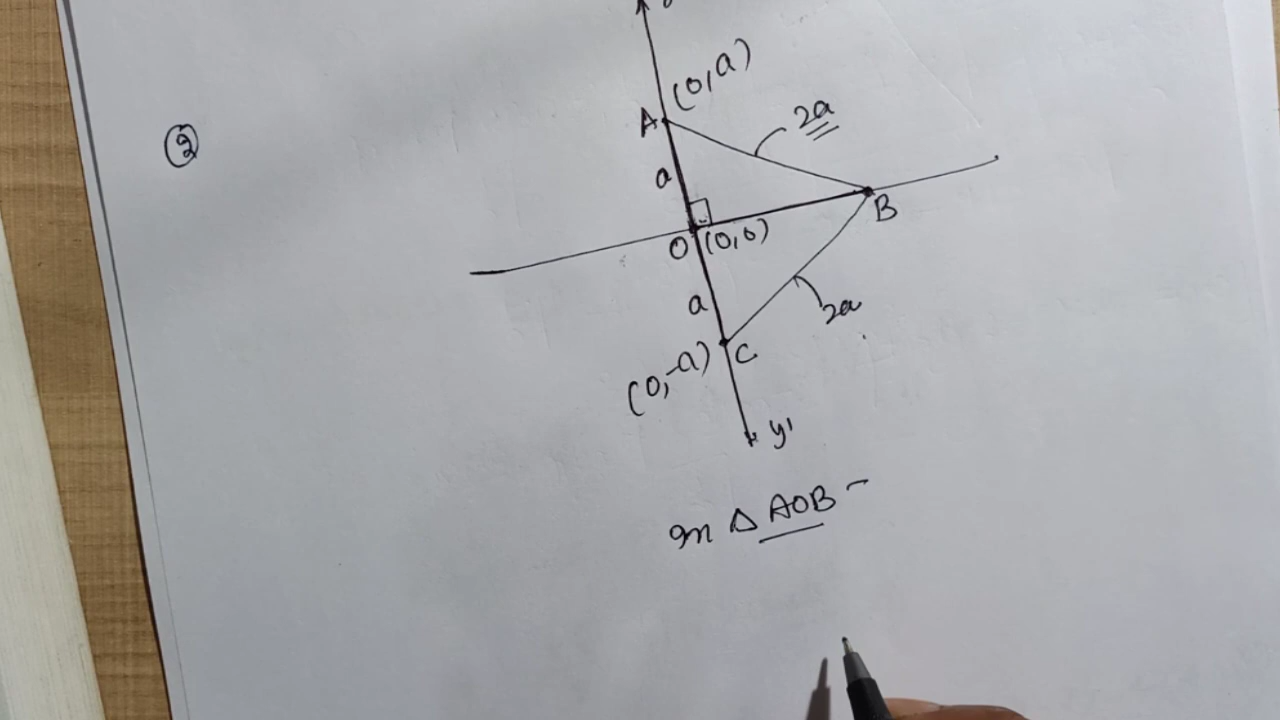 (0,a)
2a
②
A
a
B
O (0,0)
a
2a
C
(0,-a)
y'
In △ AOB -